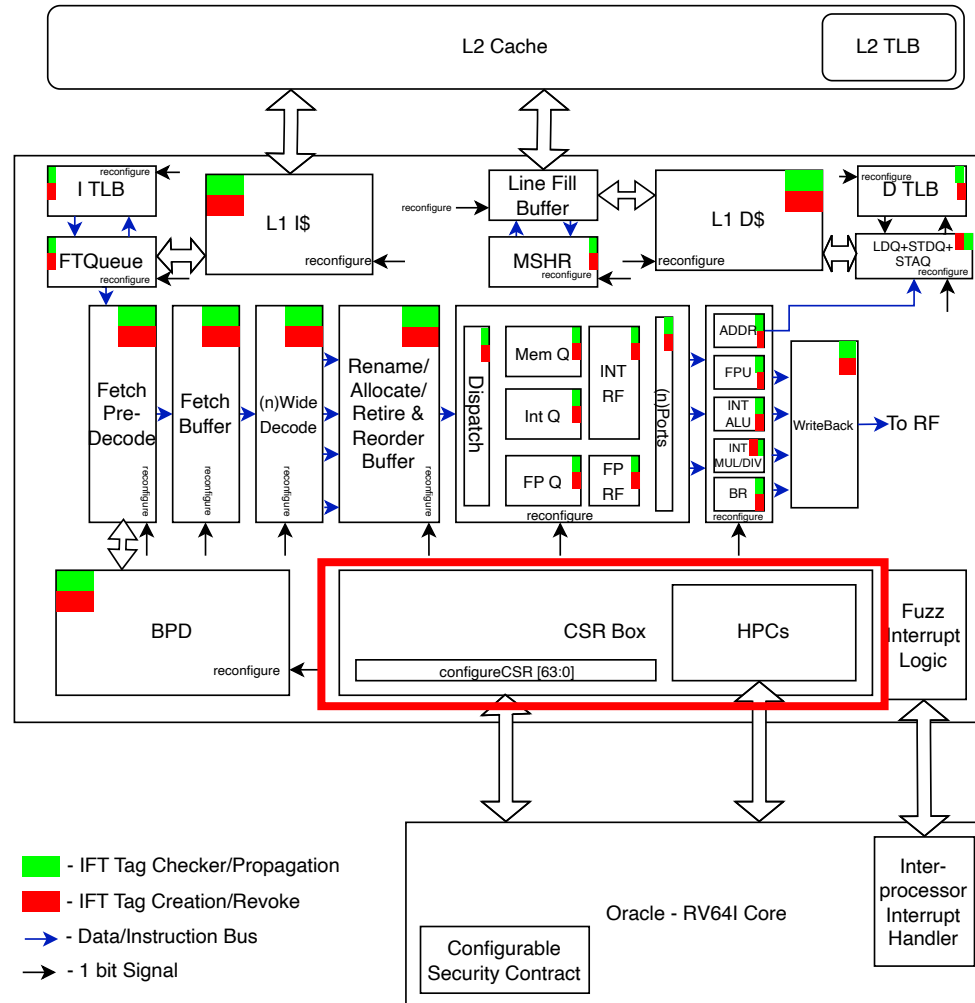 L2 Cache
L2 TLB
reconfigure
I TLB
L1 I$
reconfigure
FTQueue
reconfigure
reconfigure
Line Fill
Buffer
MSHR
reconfigure
L1 D$
reconfigure
reconfigure
D TLB
LDQ+STDQ+
STAQ
reconfigure
Fetch
Pre-
Decode
reconfigure
Fetch
Buffer
reconfigure
(n)Wide
Decode
reconfigure
Rename/
Allocate/
Retire &
Reorder
Buffer
reconfigure
Dispatch
Mem Q
Int Q
FP Q
INT
RF
FP
RF
(n)Ports
reconfigure
ADDR
FPU
INT
ALU
INT
MUL/DIV
BR
reconfigure
WriteBack
To RF
BPD
reconfigure
CSR Box
configureCSR [63:0]
HPCs
Fuzz
Interrupt
Logic
- IFT Tag Checker/Propagation
- IFT Tag Creation/Revoke
- Data/Instruction Bus
- 1 bit Signal
Oracle - RV64I Core
Configurable
Security Contract
Inter-
processor
Interrupt
Handler